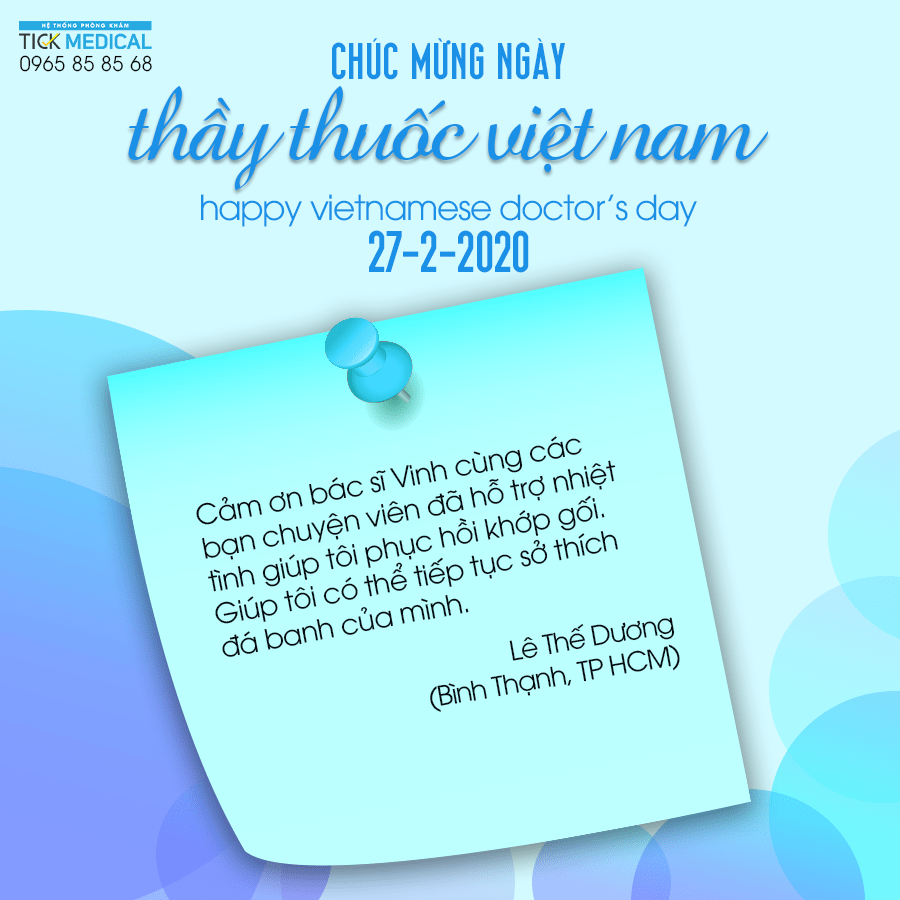 HỆ THỐNG PHÒNG KHÁM
TICK MEDICAL
0965 85 85 68
CHÚC MỪNG NGÀY
thầy thuốc việt nam
happy vietnamese doctor's day
27-2-2020
Cảm ơn bác sĩ Vinh cùng các
bạn chuyện viên đã hỗ trợ nhiệt
tình giúp tôi phục hồi khớp gối.
Giúp tôi có thể tiếp tục sở thích
đá banh của mình.
Lê Thế Dương
(Bình Thạnh, TP HCM)